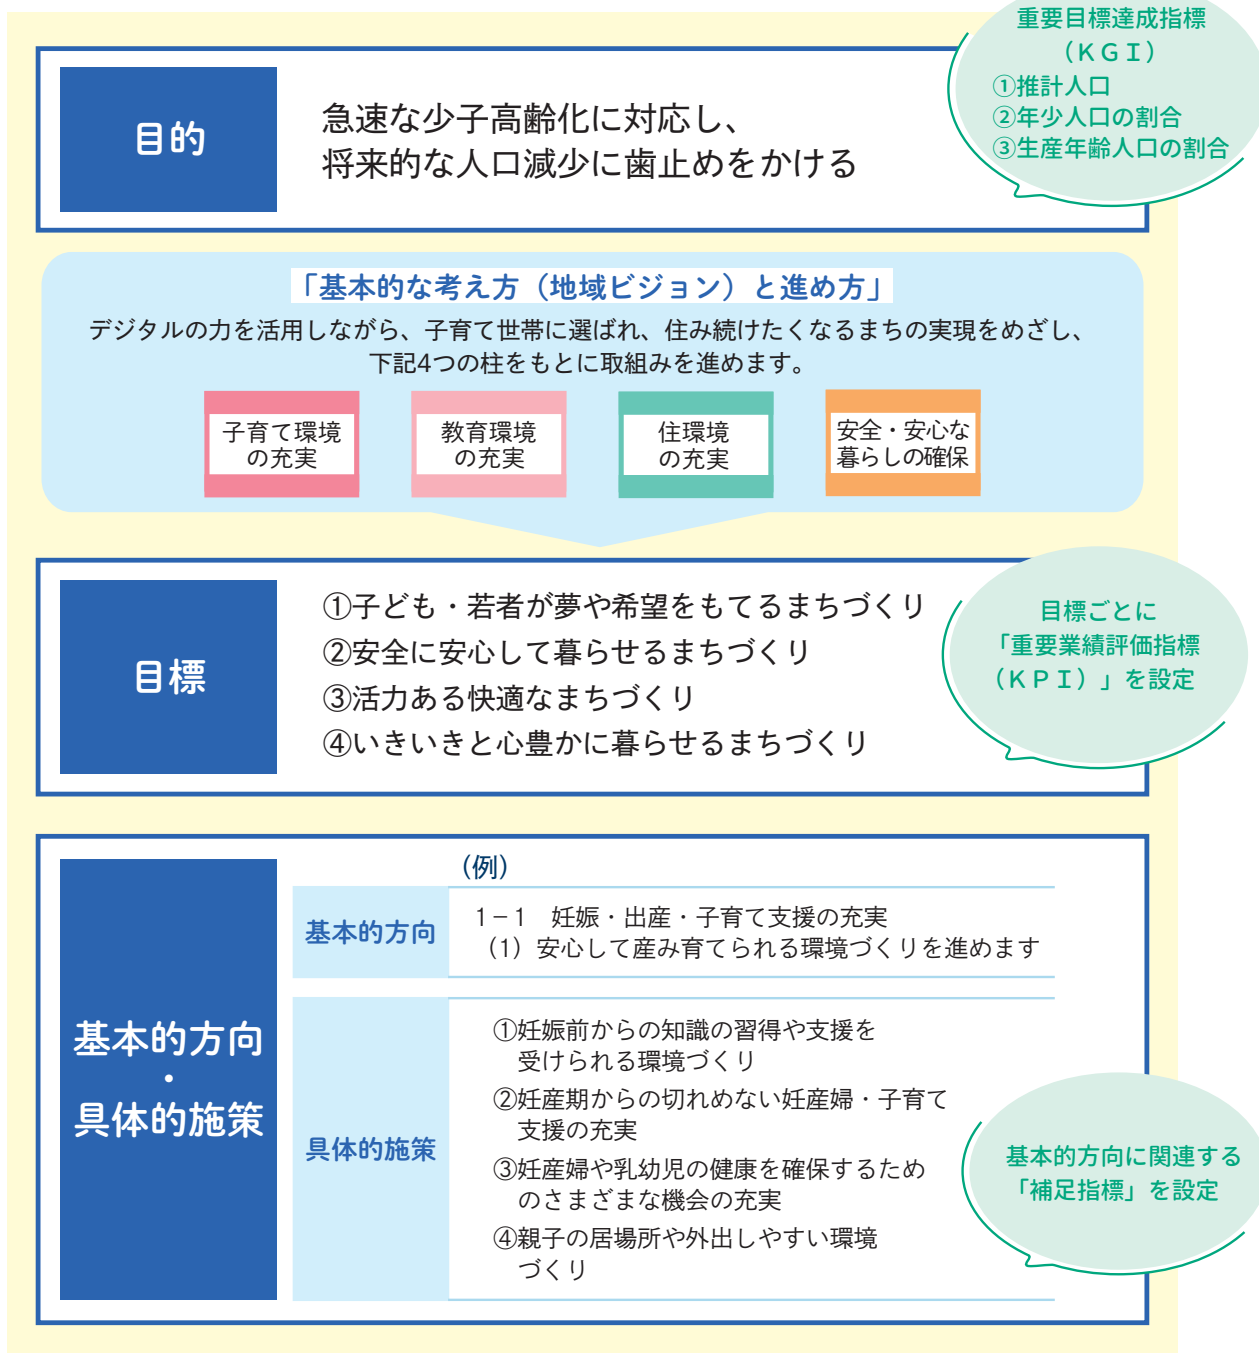 重要目標達成指標
（ＫＧＩ）
①推計人口
②年少人口の割合
③生産年齢人口の割合
目的
急速な少子高齢化に対応し、
将来的な人口減少に歯止めをかける
「基本的な考え方（地域ビジョン）と進め方」
デジタルの力を活用しながら、子育て世帯に選ばれ、住み続けたくなるまちの実現をめざし、
下記4つの柱をもとに取組みを進めます。
子育て環境
の充実
教育環境
の充実
住環境
の充実
安全・安心な
暮らしの確保
目標
①子ども・若者が夢や希望をもてるまちづくり
②安全に安心して暮らせるまちづくり
③活力ある快適なまちづくり
④いきいきと心豊かに暮らせるまちづくり
目標ごとに
「重要業績評価指標
（ＫＰＩ）」を設定
基本的方向
・
具体的施策
（例）
基本的方向
1－1　妊娠・出産・子育て支援の充実
（1）安心して産み育てられる環境づくりを進めます
具体的施策
①妊娠前からの知識の習得や支援を
受けられる環境づくり
②妊産期からの切れめない妊産婦・子育て
支援の充実
③妊産婦や乳幼児の健康を確保するため
のさまざまな機会の充実
④親子の居場所や外出しやすい環境
づくり
基本的方向に関連する
「補足指標」を設定